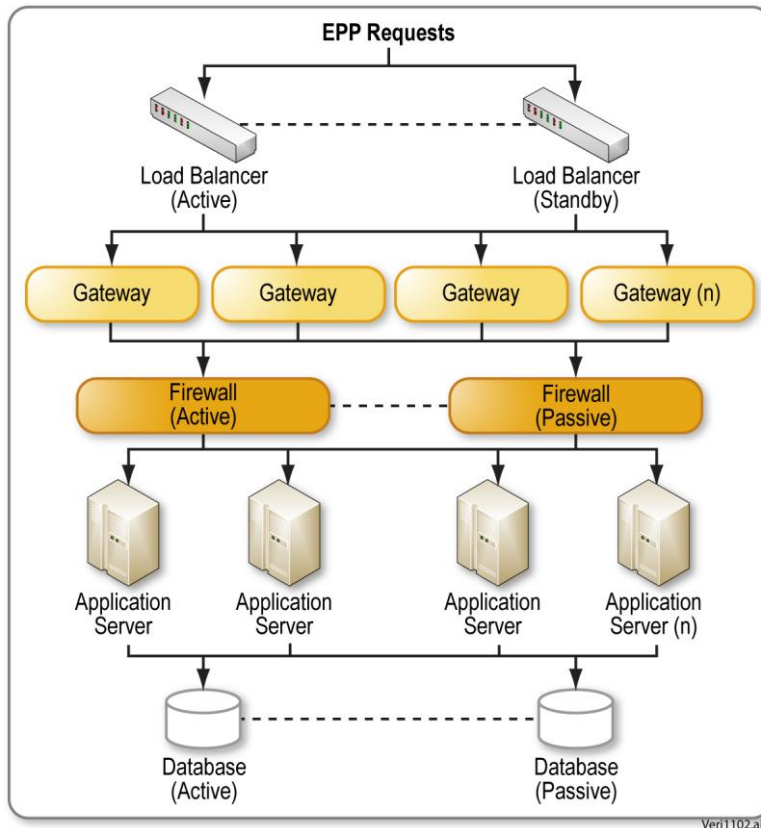 EPP Requests
Load Balancer
(Active)
Load Balancer
(Standby)
Gateway
Gateway
Gateway
Gateway (n)
Firewall
(Active)
Firewall
(Passive)
Application
Server
Application
Server
Application
Server
Application
Server (n)
Database
(Active)
Database
(Passive)